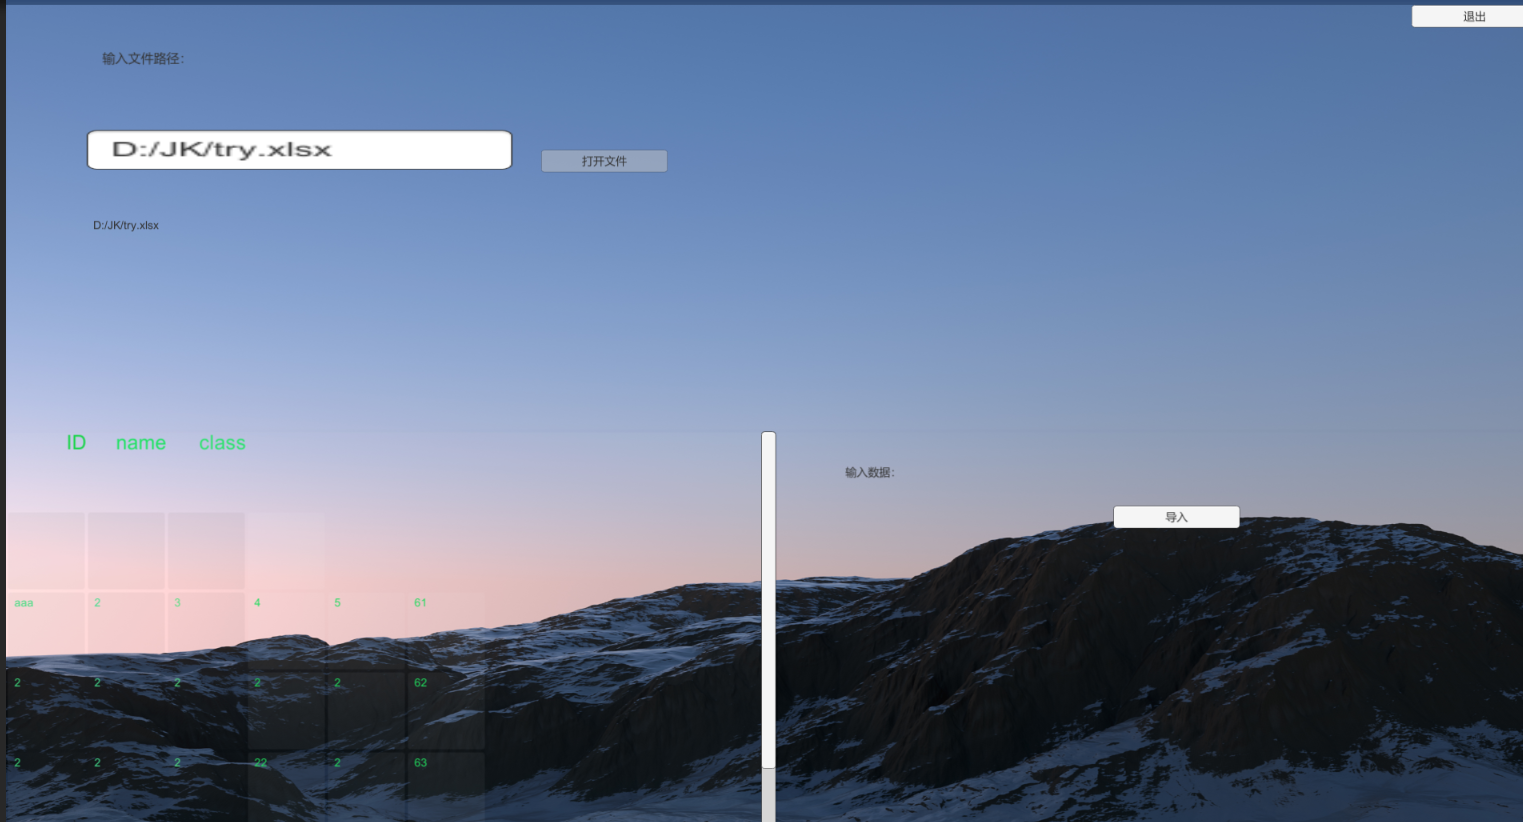 退出
输入文件路径：
D:/JK/try.xlsx
打开文件
D:/JK/try.xlsx
ID name class
输入数据：
导入
aaa 2 3 4 5 61
2 2 2 2 2 62
2 2 2 22 2 63